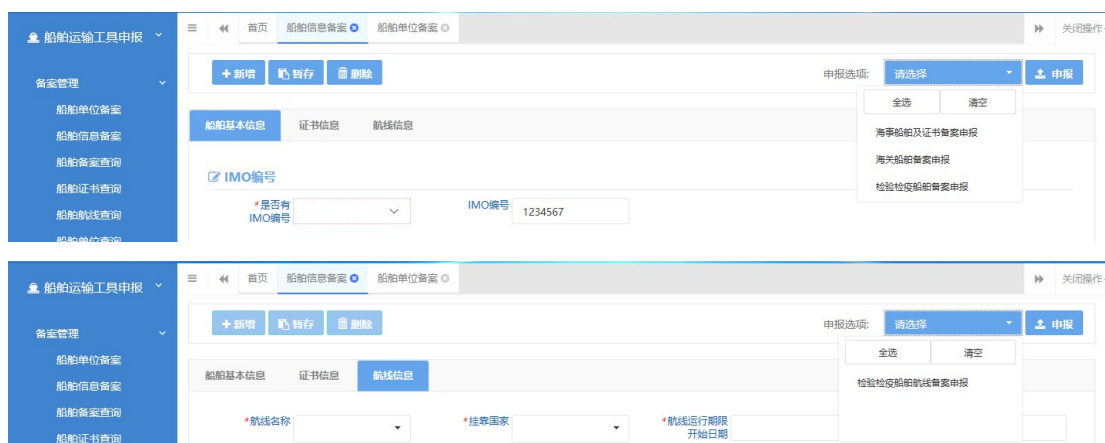 船舶运输工具申报
首页 船舶信息备案 船舶单位备案
关闭操作
备案管理
新增 暂存 删除
申报选项: 请选择 申报
全选 清空
海事船舶及证书备案申报
海关船舶备案申报
检验检疫船舶备案申报
船舶单位备案
船舶信息备案
船舶备案查询
船舶证书查询
船舶航线查询
船舶单位查询
船舶基本信息 证书信息 航线信息
IMO编号
*是否有
IMO编号
IMO编号 1234567
船舶运输工具申报
首页 船舶信息备案 船舶单位备案
关闭操作
备案管理
新增 暂存 删除
申报选项: 请选择 申报
全选 清空
检验检疫船舶航线备案申报
船舶单位备案
船舶信息备案
船舶备案查询
船舶证书查询
船舶基本信息 证书信息 航线信息
*航线名称 *挂靠国家 *航线运行期限
开始日期